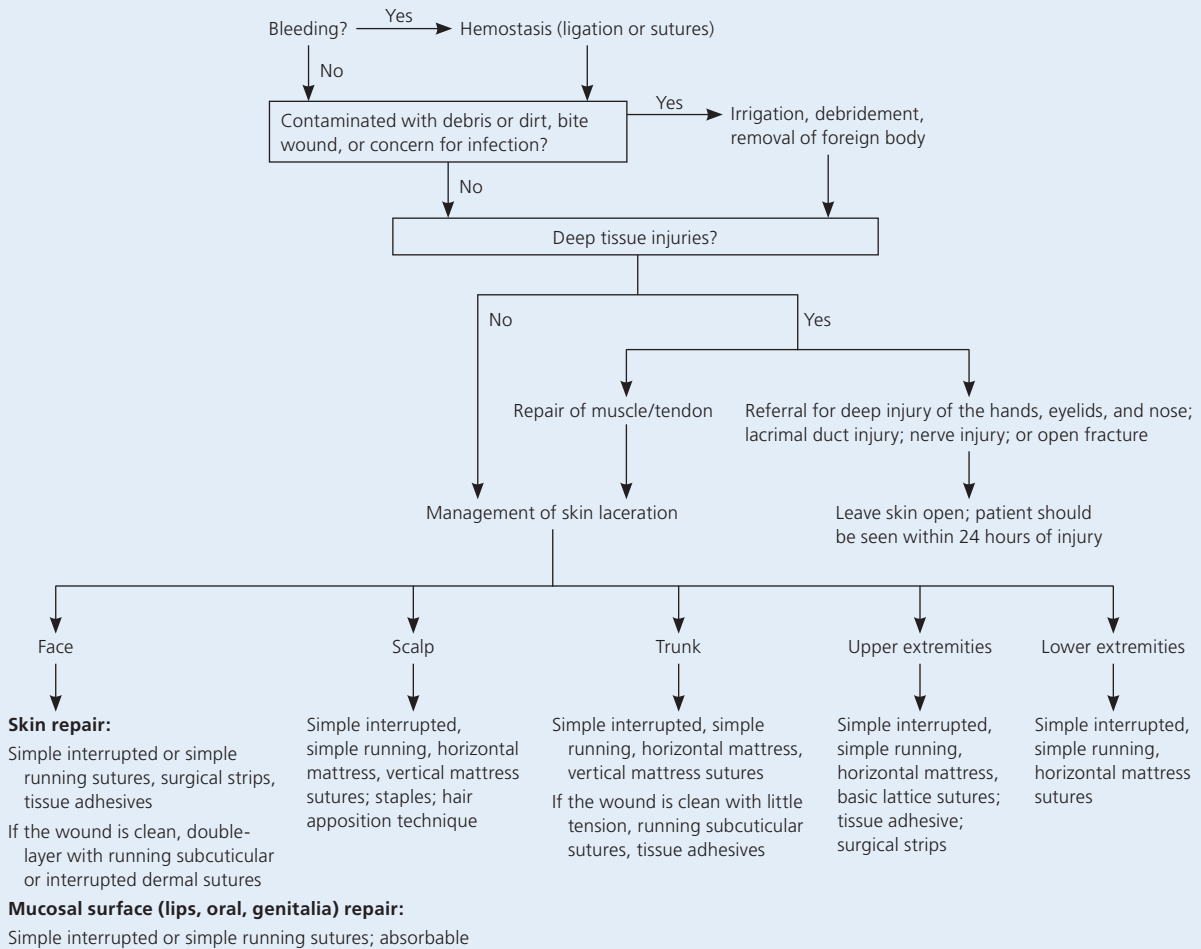 Bleeding?
Yes
Hemostasis (ligation or sutures)
No
Contaminated with debris or dirt, bite
wound, or concern for infection?
Yes
Irrigation, debridement,
removal of foreign body
No
Deep tissue injuries?
No
Yes
Repair of muscle/tendon
Referral for deep injury of the hands, eyelids, and nose;
lacrimal duct injury; nerve injury; or open fracture
Management of skin laceration
Leave skin open; patient should
be seen within 24 hours of injury
Face
Scalp
Trunk
Upper extremities
Lower extremities
Skin repair:
Simple interrupted or simple
running sutures, surgical strips,
tissue adhesives
If the wound is clean, double-
layer with running subcuticular
or interrupted dermal sutures
Mucosal surface (lips, oral, genitalia) repair:
Simple interrupted or simple running sutures; absorbable
Simple interrupted,
simple running, horizontal
mattress, vertical mattress
sutures; staples; hair
apposition technique
Simple interrupted, simple
running, horizontal mattress,
vertical mattress sutures
If the wound is clean with little
tension, running subcuticular
sutures, tissue adhesives
Simple interrupted,
simple running,
horizontal mattress,
basic lattice sutures;
tissue adhesive;
surgical strips
Simple interrupted,
simple running,
horizontal mattress
sutures